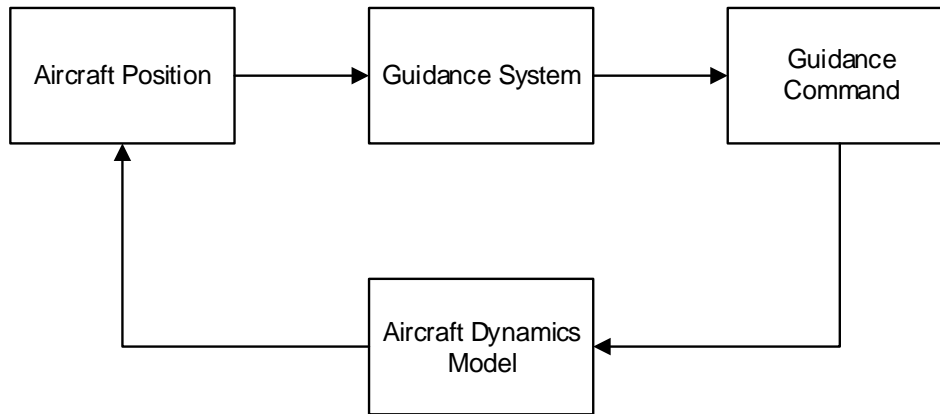 Aircraft Position
Guidance System
Guidance
Command
Aircraft Dynamics
Model